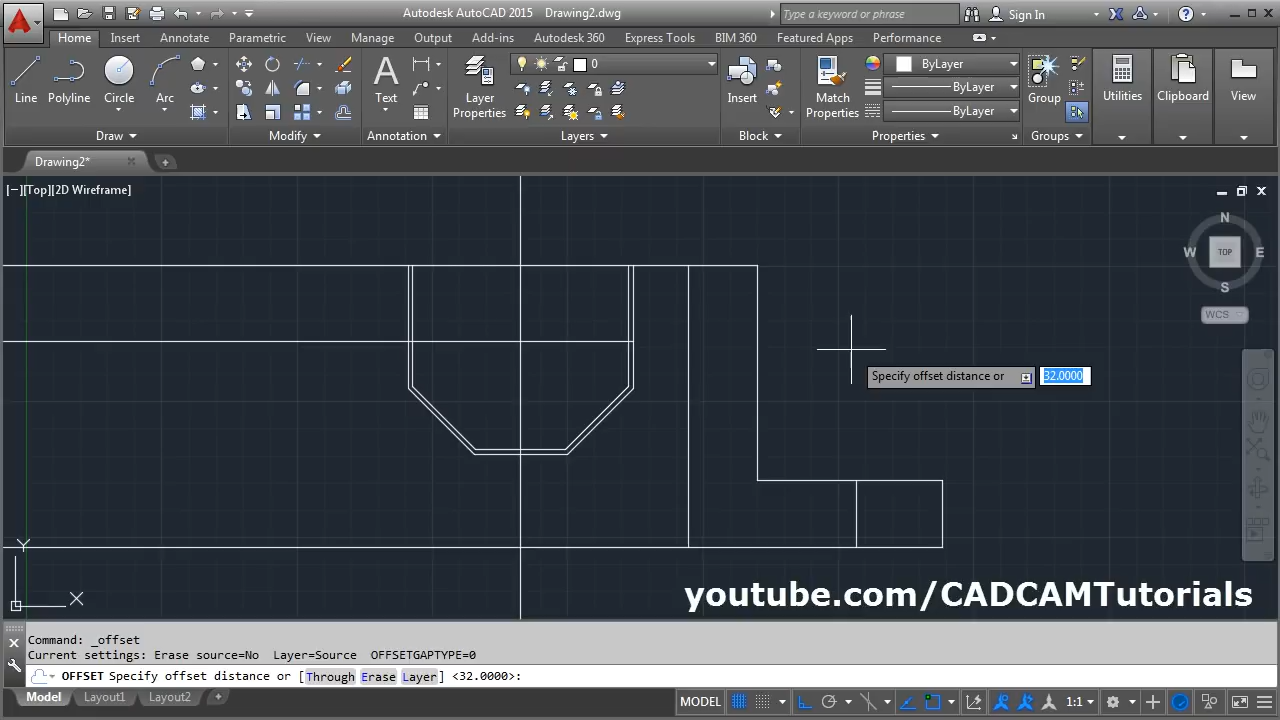 Autodesk AutoCAD 2015 Drawing2.dwg
Type a keyword or phrase
Sign In
Home Insert Annotate Parametric View Manage Output Add-ins Autodesk 360 Express Tools BIM 360 Featured Apps Performance
Line Polyline Circle Arc
Text
Layer Properties
0
Insert
Match Properties
ByLayer
ByLayer
ByLayer
Group
Utilities
Clipboard
View
Draw Modify Annotation Layers Block Properties Groups
Drawing2*
[−][Top][2D Wireframe]
N
W TOP E
S
WCS
Specify offset distance or 32.0000
Y
X
youtube.com/CADCAMTutorials
Command: _offset
Current settings: Erase source=No Layer=Source OFFSETGAPTYPE=0
OFFSET Specify offset distance or [Through Erase Layer] <32.0000>:
Model Layout1 Layout2
MODEL 1:1